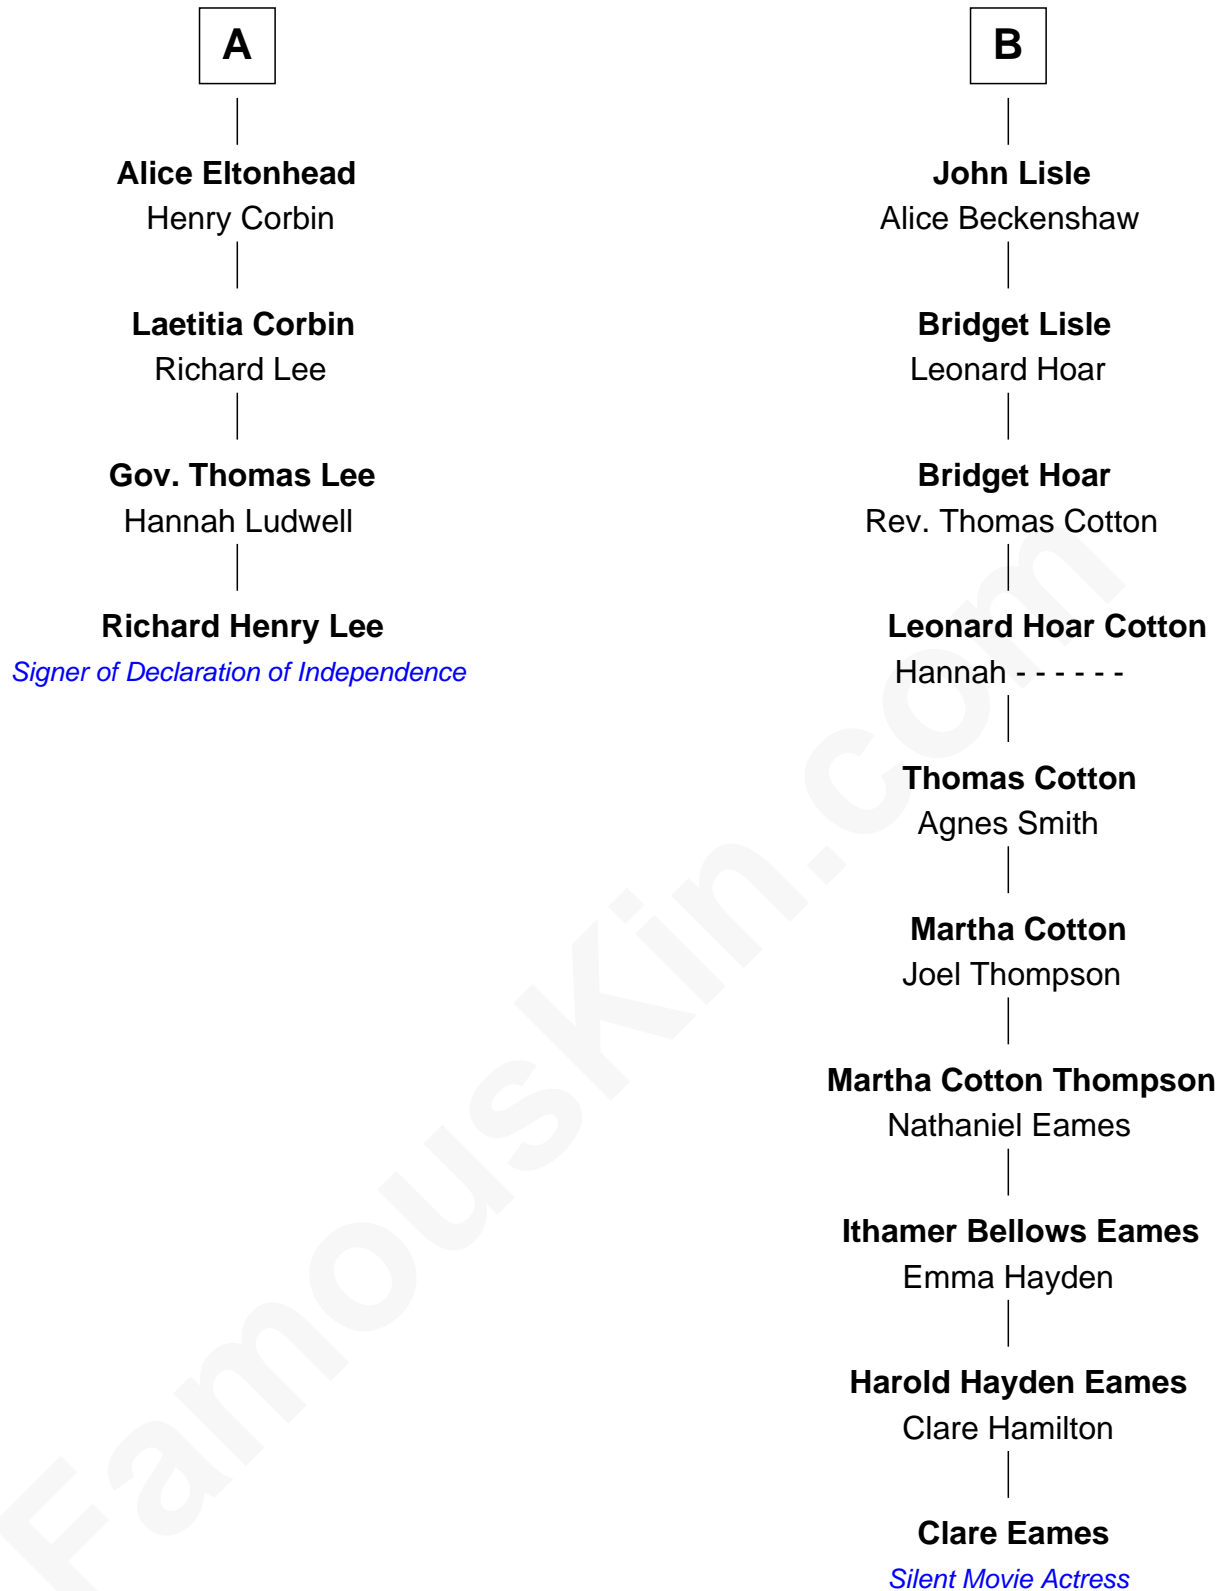 A
Alice Eltonhead
Henry Corbin
Laetitia Corbin
Richard Lee
Gov. Thomas Lee
Hannah Ludwell
Richard Henry Lee
Signer of Declaration of Independence
B
John Lisle
Alice Beckenshaw
Bridget Lisle
Leonard Hoar
Bridget Hoar
Rev. Thomas Cotton
Leonard Hoar Cotton
Hannah - - - - - -
Thomas Cotton
Agnes Smith
Martha Cotton
Joel Thompson
Martha Cotton Thompson
Nathaniel Eames
Ithamer Bellows Eames
Emma Hayden
Harold Hayden Eames
Clare Hamilton
Clare Eames
Silent Movie Actress
FamousKin.com